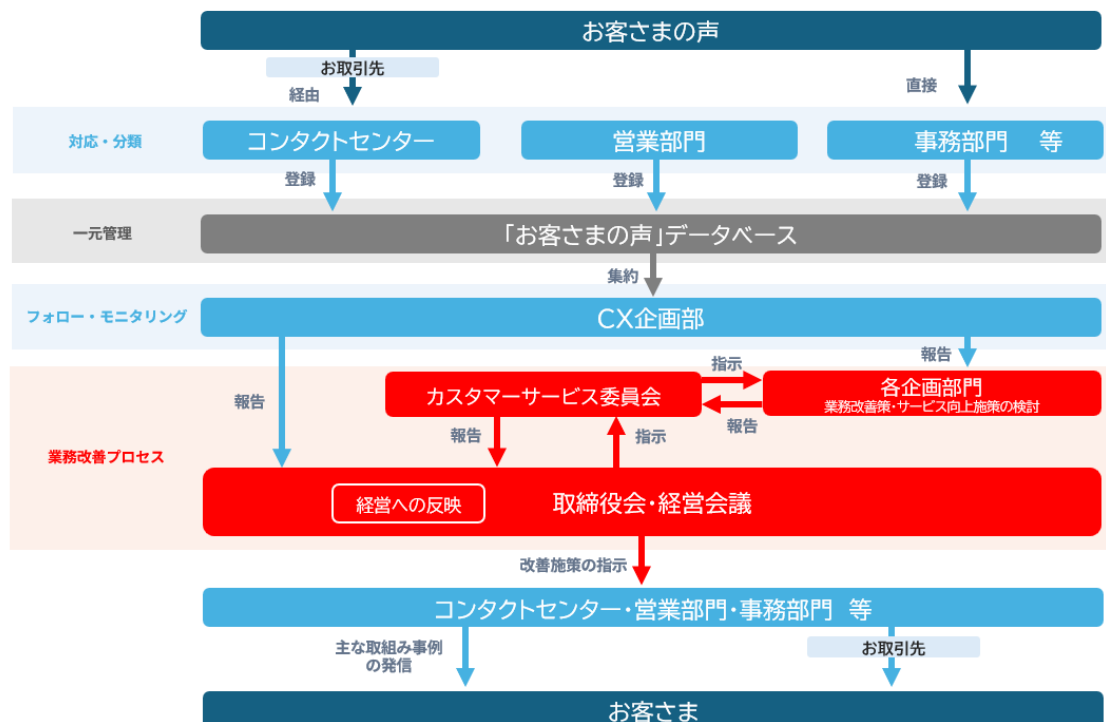 お客さまの声
お取引先
経由
直接
対応・分類
コンタクトセンター
営業部門
事務部門 等
登録
登録
登録
一元管理
「お客さまの声」データベース
集約
フォロー・モニタリング
CX企画部
報告
報告
指示
カスタマーサービス委員会
各企画部門
業務改善策・サービス向上施策の検討
報告
報告
指示
業務改善プロセス
経営への反映
取締役会・経営会議
改善施策の指示
コンタクトセンター・営業部門・事務部門 等
主な取組み事例
の発信
お取引先
お客さま